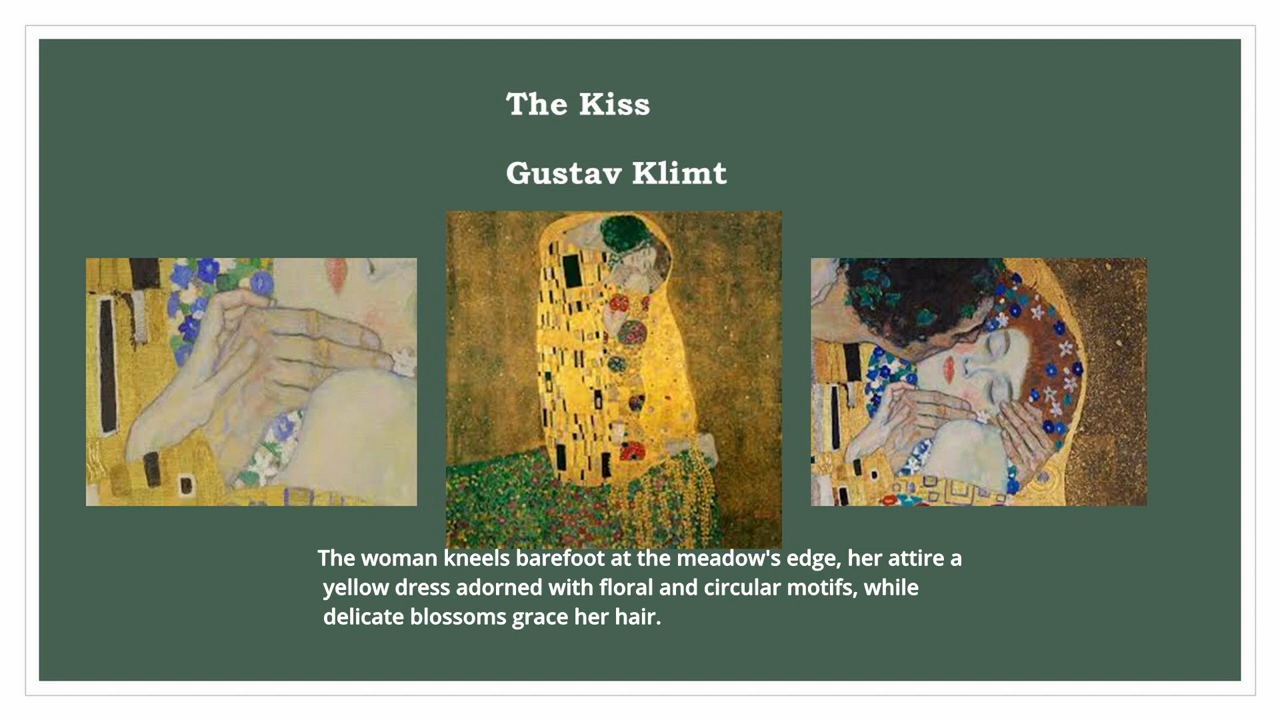 The Kiss
Gustav Klimt
The woman kneels barefoot at the meadow's edge, her attire a
yellow dress adorned with floral and circular motifs, while
delicate blossoms grace her hair.